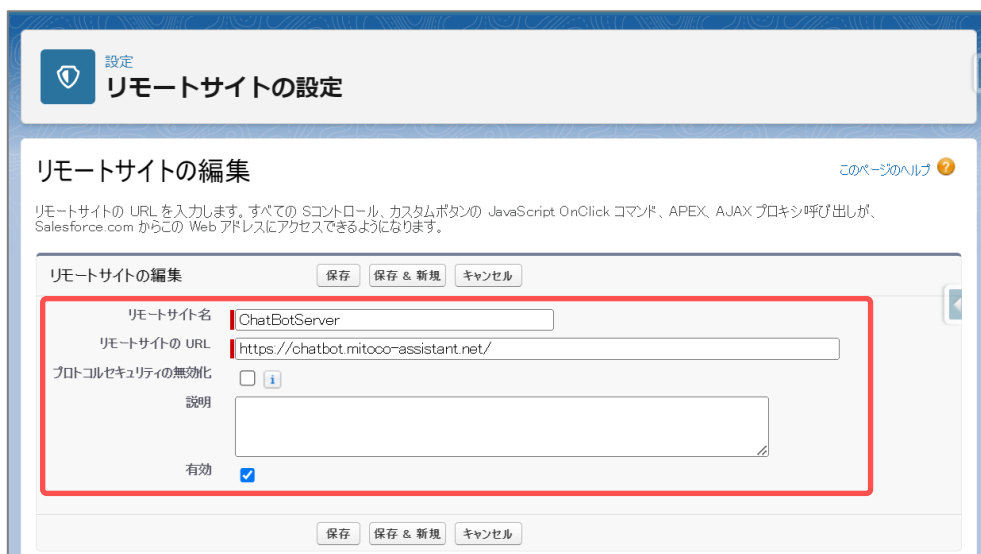 設定
リモートサイトの設定
リモートサイトの編集
このページのヘルプ
リモートサイトの URL を入力します。すべての Sコントロール、カスタムボタンの JavaScript OnClick コマンド、APEX、AJAX プロキシ呼び出しが、
Salesforce.com からこの Web アドレスにアクセスできるようになります。
リモートサイトの編集 保存 保存 & 新規 キャンセル
リモートサイト名 ChatBotServer
リモートサイトの URL https://chatbot.mitoco-assistant.net/
プロトコルセキュリティの無効化
説明
有効
保存 保存 & 新規 キャンセル